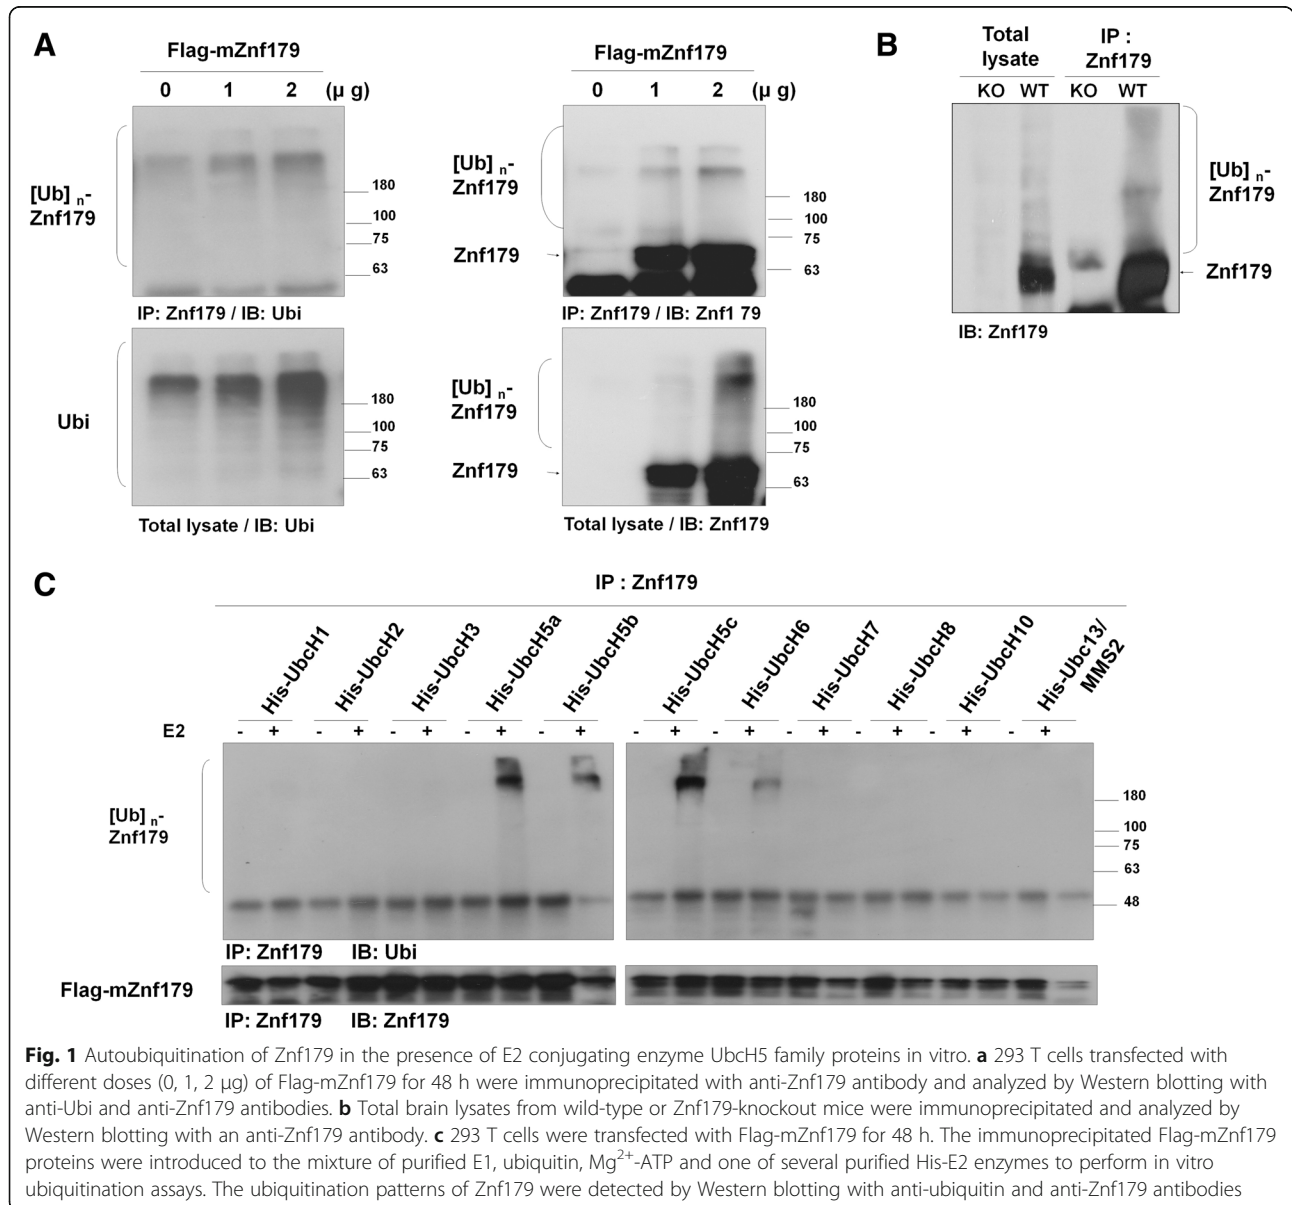 A
Flag-mZnf179
0 1 2 (μ g)
[Ub] n-
Znf179
180
100
75
63
IP: Znf179 / IB: Ubi
Ubi
180
100
75
63
Total lysate / IB: Ubi
Flag-mZnf179
0 1 2 (μ g)
[Ub] n-
Znf179
Znf179
180
100
75
63
IP: Znf179 / IB: Znf1 79
[Ub] n-
Znf179
Znf179
180
100
75
63
Total lysate / IB: Znf179
B
Total
lysate
IP :
Znf179
KO WT KO WT
[Ub] n-
Znf179
Znf179
IB: Znf179
C
IP : Znf179
His-UbcH1
His-UbcH2
His-UbcH3
His-UbcH5a
His-UbcH5b
His-UbcH5c
His-UbcH6
His-UbcH7
His-UbcH8
His-UbcH10
His-Ubc13/
MMS2
E2 - + - + - + - + - + - + - + - + - + - + - +
[Ub] n-
Znf179
180
100
75
63
48
IP: Znf179 IB: Ubi
Flag-mZnf179
IP: Znf179 IB: Znf179
Fig. 1 Autoubiquitination of Znf179 in the presence of E2 conjugating enzyme UbcH5 family proteins in vitro. a 293 T cells transfected with
different doses (0, 1, 2 μg) of Flag-mZnf179 for 48 h were immunoprecipitated with anti-Znf179 antibody and analyzed by Western blotting with
anti-Ubi and anti-Znf179 antibodies. b Total brain lysates from wild-type or Znf179-knockout mice were immunoprecipitated and analyzed by
Western blotting with an anti-Znf179 antibody. c 293 T cells were transfected with Flag-mZnf179 for 48 h. The immunoprecipitated Flag-mZnf179
proteins were introduced to the mixture of purified E1, ubiquitin, Mg2+-ATP and one of several purified His-E2 enzymes to perform in vitro
ubiquitination assays. The ubiquitination patterns of Znf179 were detected by Western blotting with anti-ubiquitin and anti-Znf179 antibodies